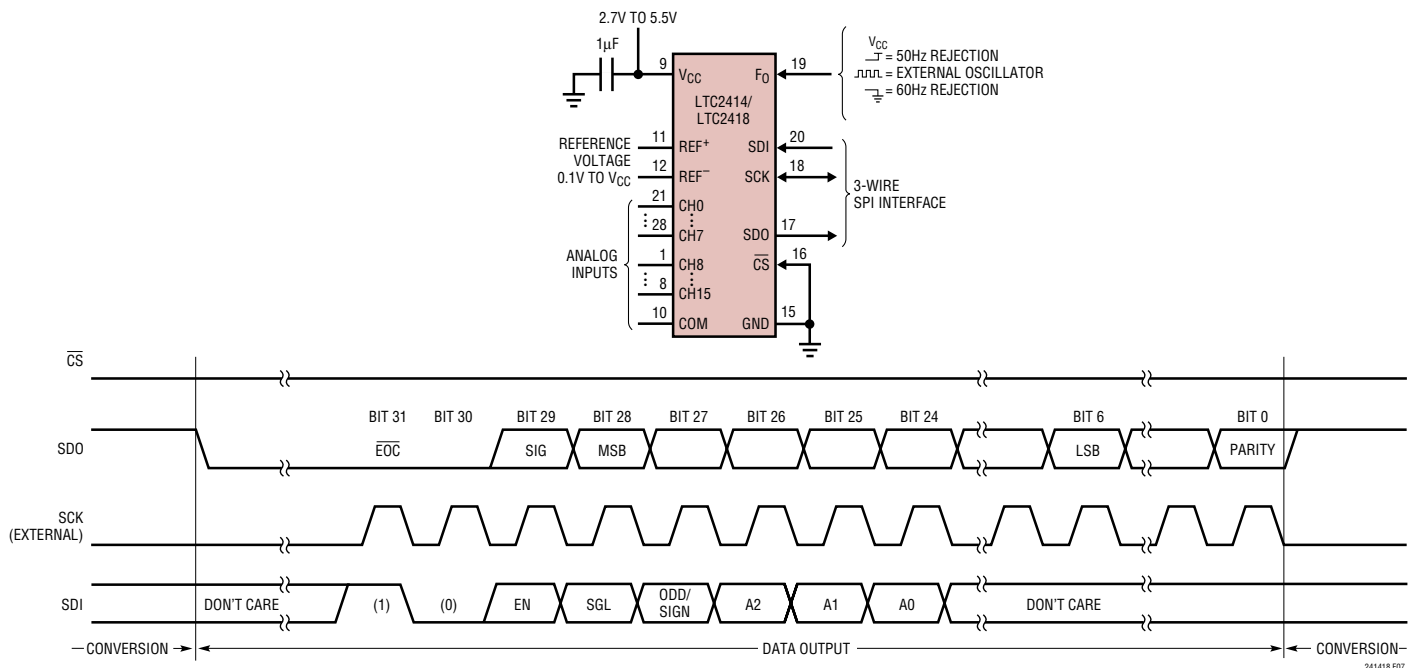 2.7V TO 5.5V
1µF
9
VCC
FO
19
VCC
= 50Hz REJECTION
= EXTERNAL OSCILLATOR
= 60Hz REJECTION
LTC2414/
LTC2418
REFERENCE
VOLTAGE
0.1V TO VCC
11
REF+
12
REF–
SDI
20
SCK
18
3-WIRE
SPI INTERFACE
ANALOG
INPUTS
21
CH0
28
CH7
1
CH8
8
CH15
10
COM
SDO
17
CS
16
GND
15
CS
BIT 31
BIT 30
BIT 29
BIT 28
BIT 27
BIT 26
BIT 25
BIT 24
BIT 6
BIT 0
SDO
EOC
SIG
MSB
LSB
PARITY
SCK
(EXTERNAL)
SDI
DON'T CARE
(1)
(0)
EN
SGL
ODD/
SIGN
A2
A1
A0
DON'T CARE
CONVERSION
DATA OUTPUT
CONVERSION
241418 F07